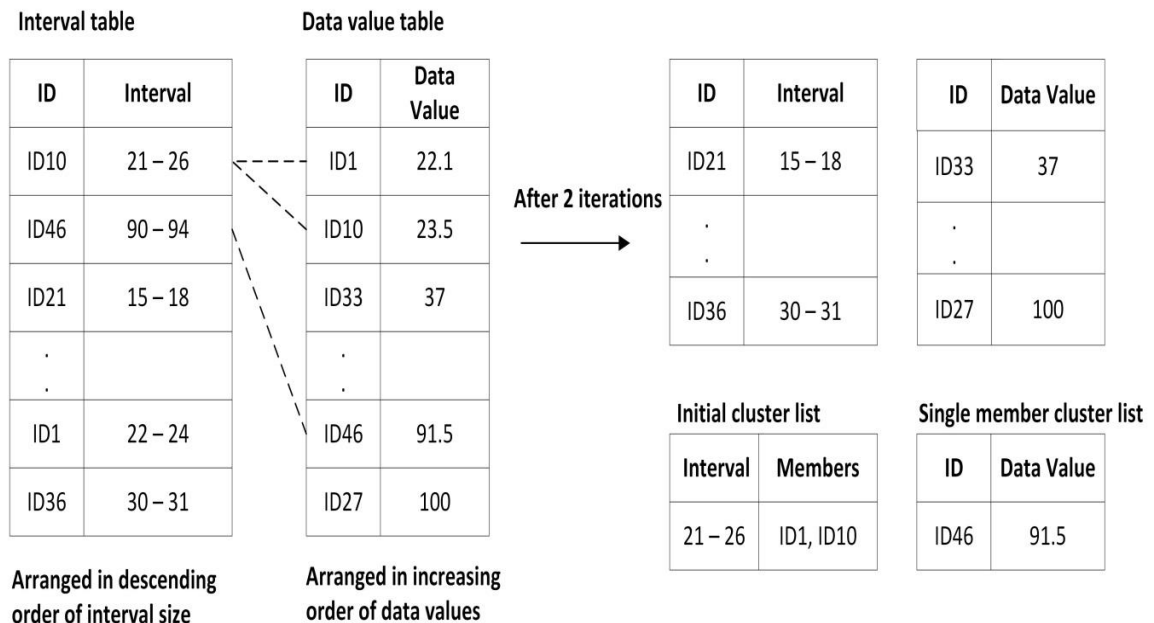 Interval table
Data value table
ID Interval
ID10 21 – 26
ID46 90 – 94
ID21 15 – 18
.
.
ID1 22 – 24
ID36 30 – 31
Arranged in descending
order of interval size
ID Data
Value
ID1 22.1
ID10 23.5
ID33 37
.
.
ID46 91.5
ID27 100
Arranged in increasing
order of data values
After 2 iterations
ID Interval
ID21 15 – 18
.
.
ID36 30 – 31
ID Data Value
ID33 37
.
.
ID27 100
Initial cluster list
Interval Members
21 – 26 ID1, ID10
Single member cluster list
ID Data Value
ID46 91.5